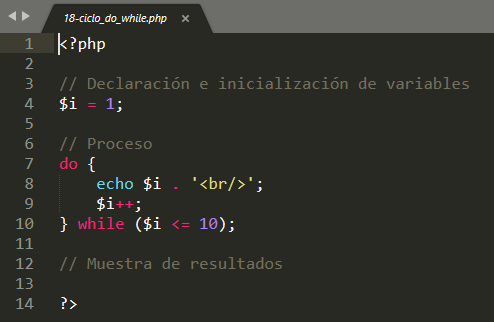 18-ciclo_do_while.php ×
1 <?php
2
3 // Declaración e inicialización de variables
4 $i = 1;
5
6 // Proceso
7 do {
8     echo $i . '<br/>';
9     $i++;
10 } while ($i <= 10);
11
12 // Muestra de resultados
13
14 ?>